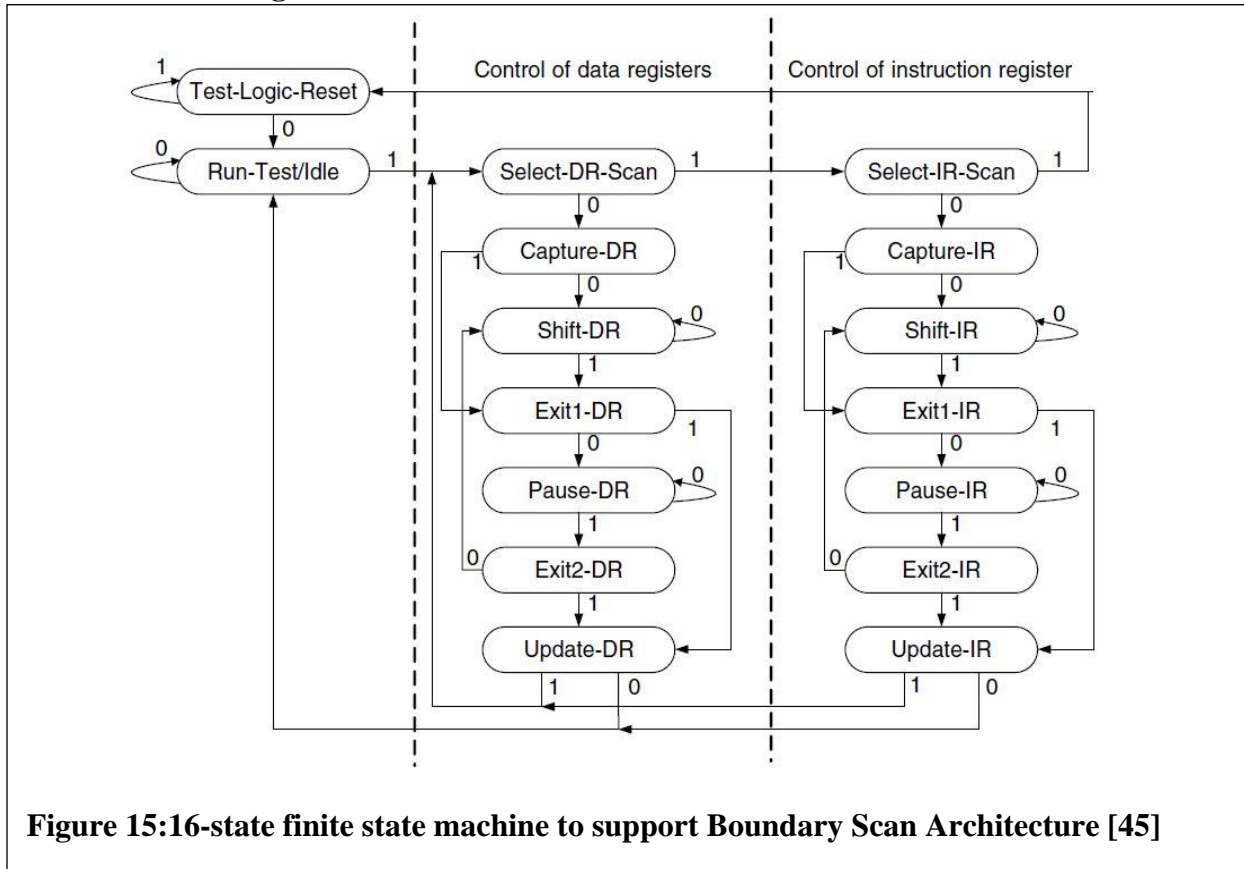 Control of data registers
Control of instruction register
1
Test-Logic-Reset
0
0
Run-Test/Idle
1
Select-DR-Scan
1
Select-IR-Scan
1
0
0
Capture-DR
Capture-IR
1
1
0
0
Shift-DR
0
Shift-IR
0
1
1
Exit1-DR
Exit1-IR
1
1
0
0
Pause-DR
0
Pause-IR
0
1
1
0
Exit2-DR
0
Exit2-IR
1
1
Update-DR
Update-IR
1
0
1
0
Figure 15:16-state finite state machine to support Boundary Scan Architecture [45]